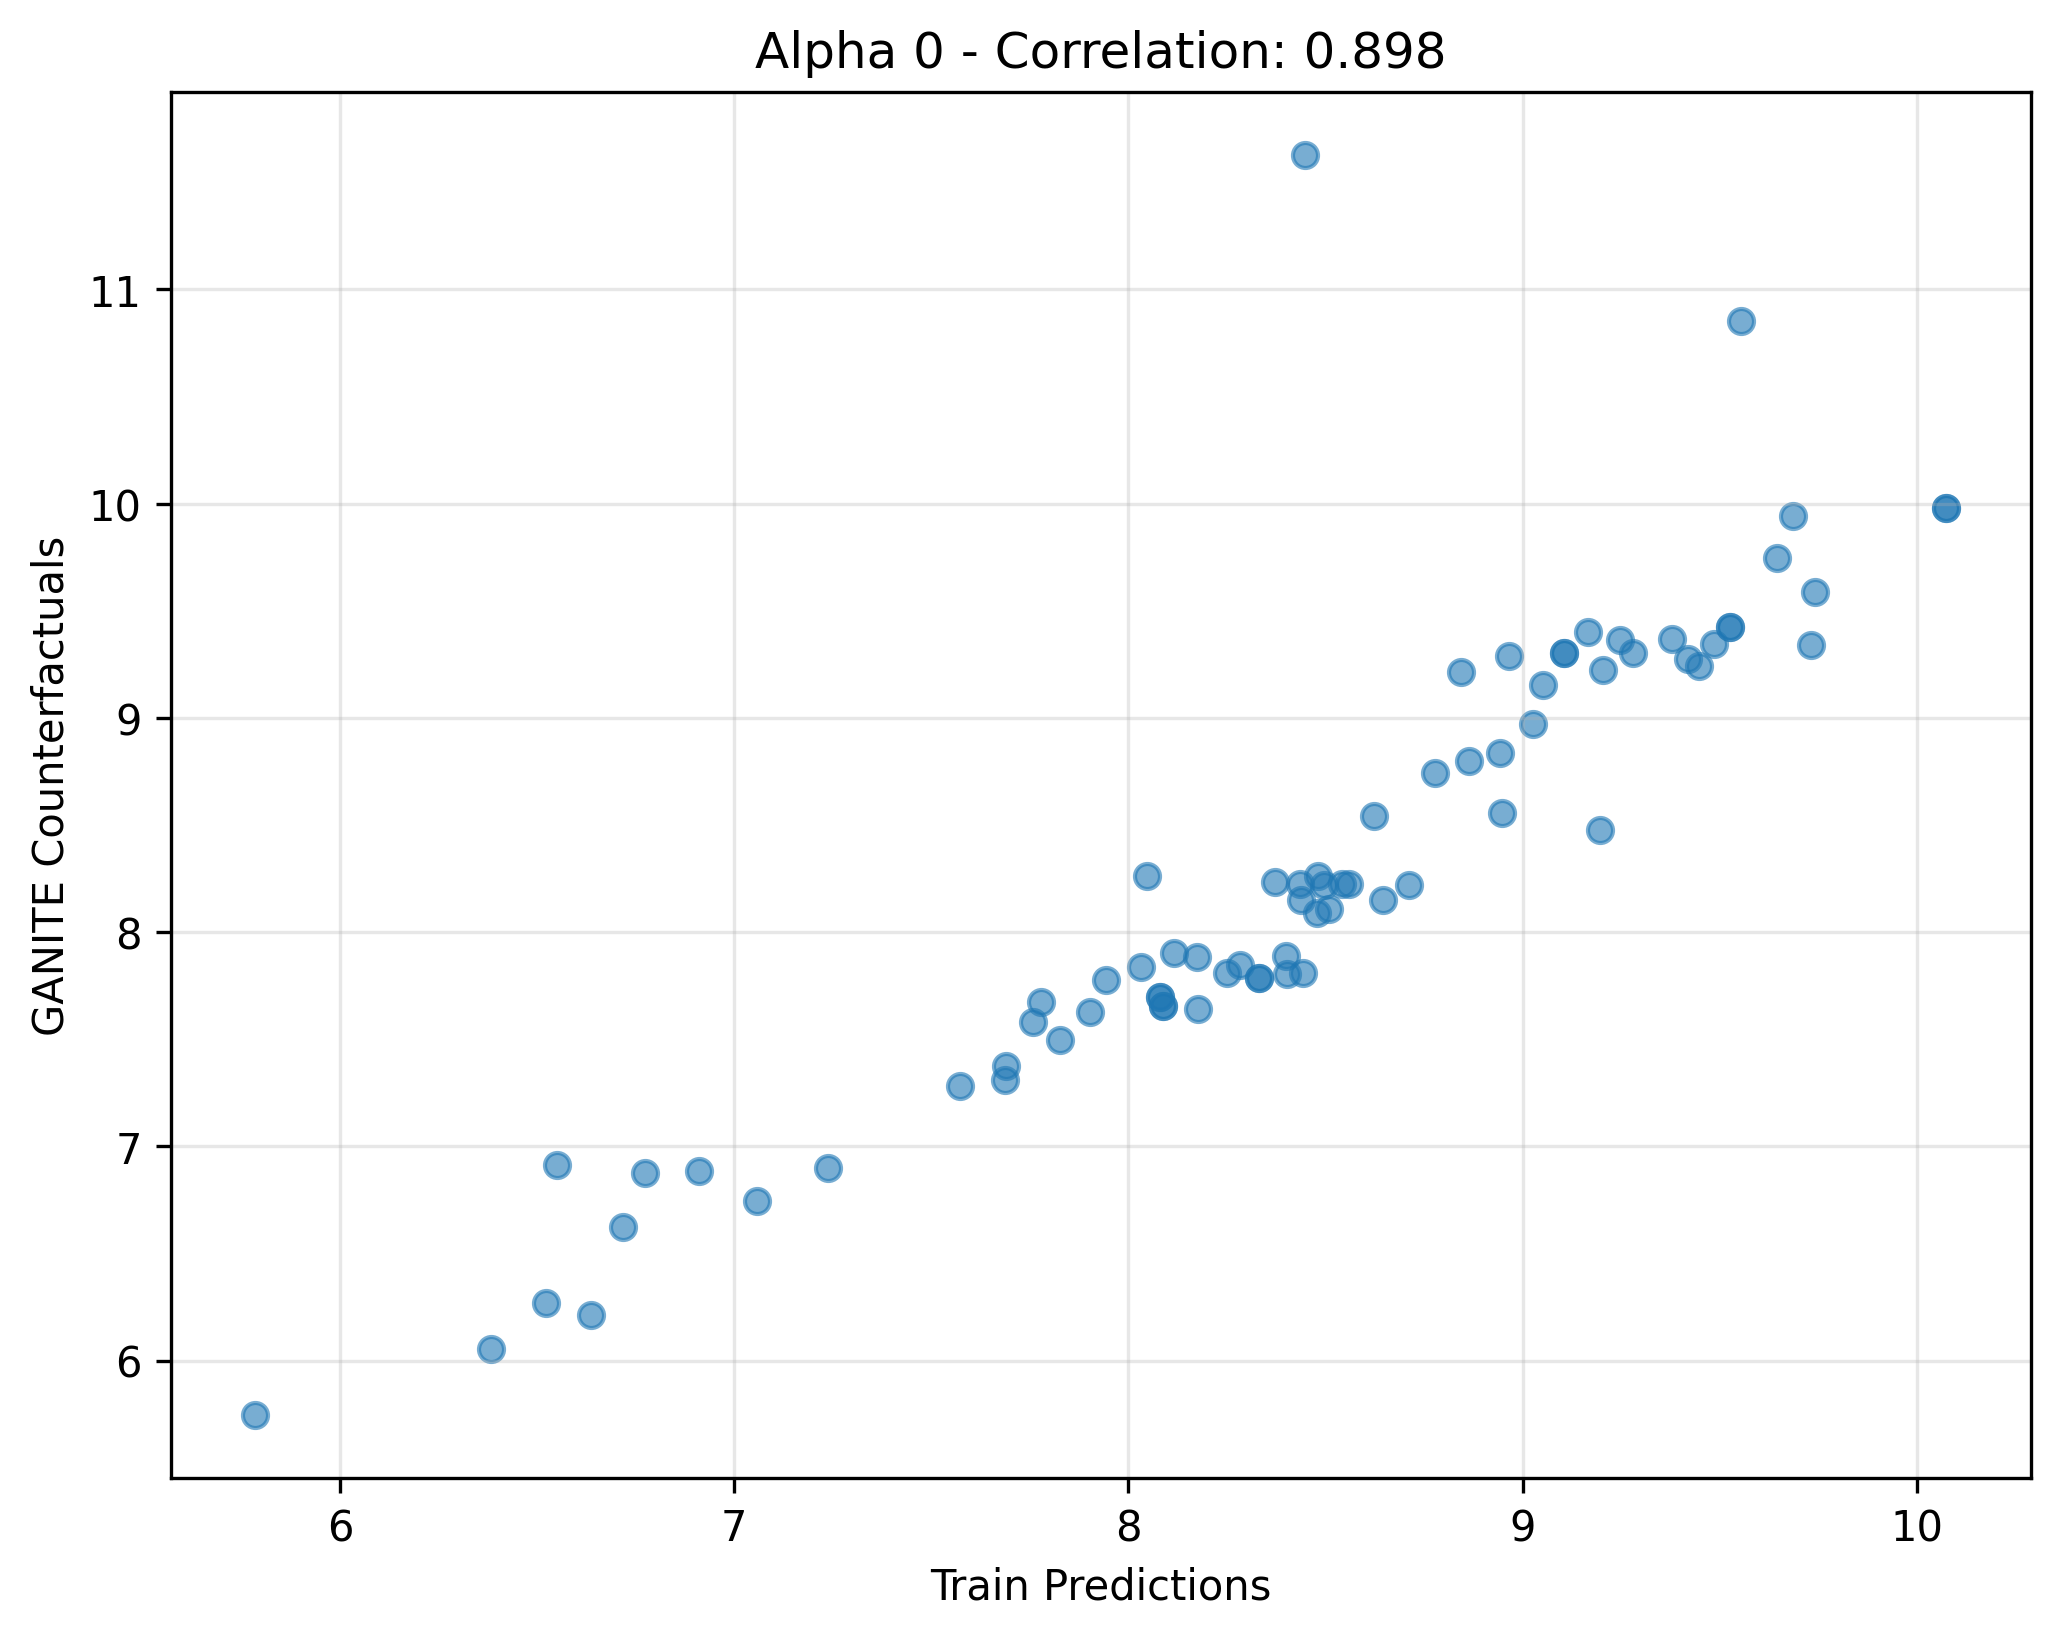 Alpha 0 - Correlation: 0.898
GANITE Counterfactuals
11
10
9
8
7
6
6 7 8 9 10
Train Predictions